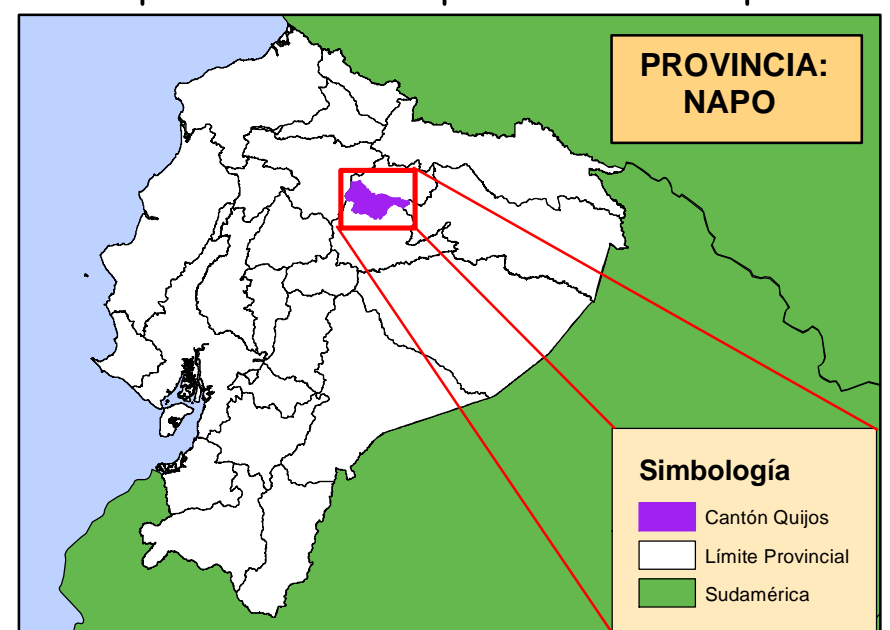 PROVINCIA:
NAPO
Simbología
Cantón Quijos
Límite Provincial
Sudamérica